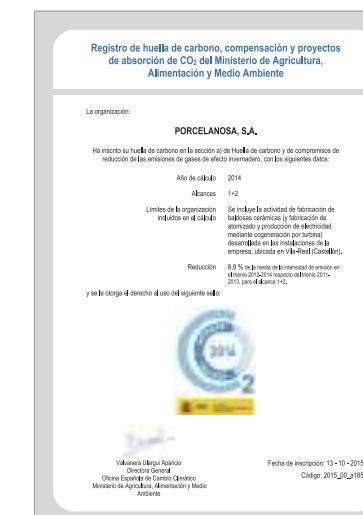 Registro de huella de carbono, compensación y proyectos
de absorción de CO₂ del Ministerio de Agricultura,
Alimentación y Medio Ambiente
La organización:
PORCELANOSA, S.A.
Ha inscrito su huella de carbono en la sección a) de Huella de carbono y de compromisos de
reducción de las emisiones de gases de efecto invernadero, con los siguientes datos:
Año de cálculo 2014
Alcances 1+2
Límites de la organización Se incluye la actividad de fabricación de
incluidos en el cálculo baldosas cerámicas (y fabricación de
atomizado y producción de electricidad
mediante cogeneración por turbina)
desarrollada en las instalaciones de la
empresa, ubicada en Vila-Real (Castellón).
Reducción 6,9 % de la media de la intensidad de emisión en
el trienio 2012-2014 respecto del trienio 2011-
2013, para el alcance 1+2.
y se le otorga el derecho al uso del siguiente sello:
2014
2
Valvanera Ulargui Aparicio
Directora General
Oficina Española de Cambio Climático
Ministerio de Agricultura, Alimentación y Medio
Ambiente
Fecha de inscripción: 13 - 10 - 2015
Código: 2015_00_a185